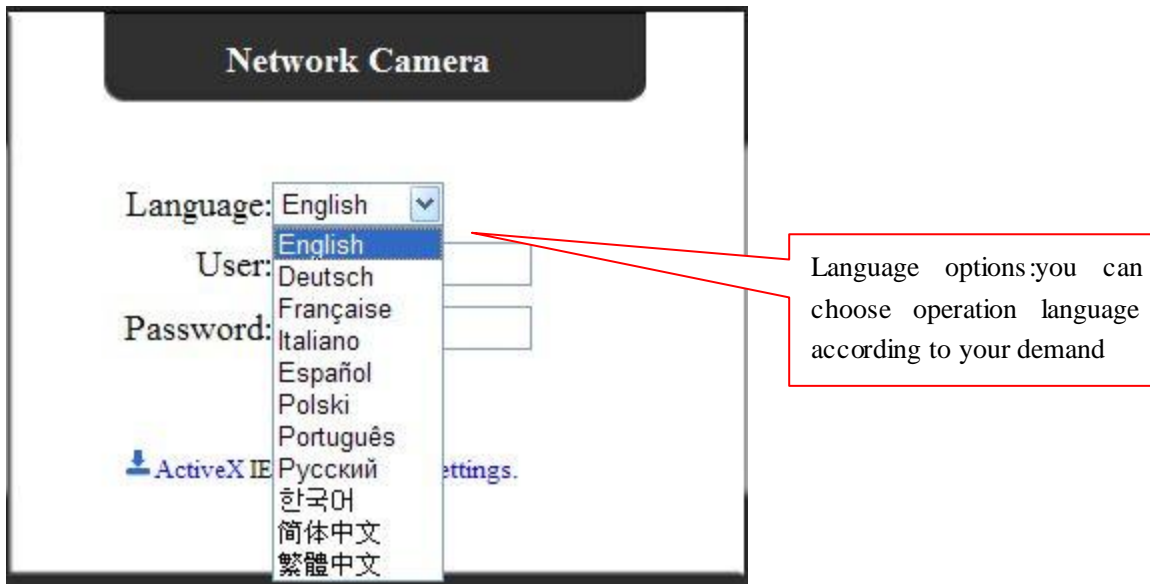 Network Camera
Language: English
English
User:
Deutsch
Française
Password:
Italiano
Español
Polski
Português
ActiveX IE Русский ettings.
한국어
简体中文
繁體中文
Language options:you can
choose operation language
according to your demand